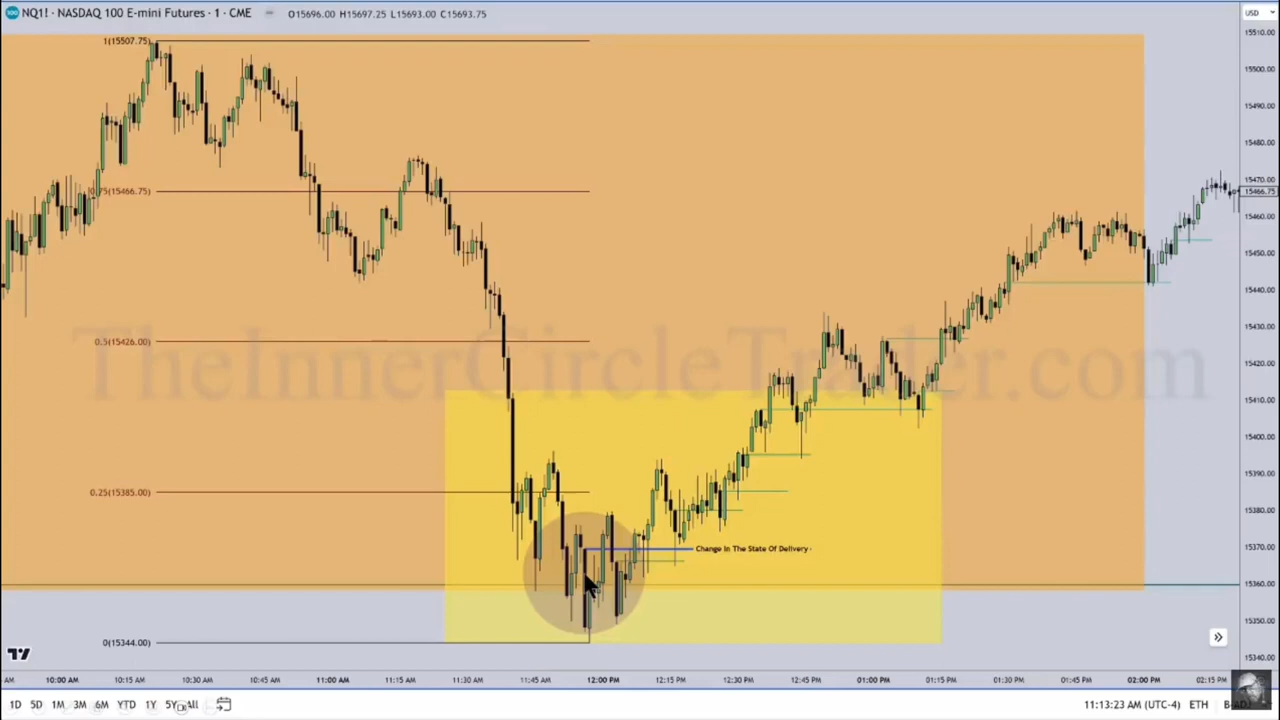 NQ1! · NASDAQ 100 E-mini Futures · 1 · CME
O15696.00 H15697.25 L15693.00 C15693.75
USD
1(15507.75)
0.75(15466.75)
0.5(15426.00)
0.25(15385.00)
0(15344.00)
TheInnerCircleTrader.com
Change In The State Of Delivery
15510.00
15500.00
15490.00
15480.00
15470.00
15466.75
15460.00
15450.00
15440.00
15430.00
15420.00
15410.00
15400.00
15390.00
15380.00
15370.00
15360.00
15350.00
15340.00
AM
10:00 AM
10:15 AM
10:30 AM
10:45 AM
11:00 AM
11:15 AM
11:30 AM
11:45 AM
12:00 PM
12:15 PM
12:30 PM
12:45 PM
01:00 PM
01:15 PM
01:30 PM
01:45 PM
02:00 PM
02:15 PM
1D 5D 1M 3M 6M YTD 1Y 5Y All
11:13:23 AM (UTC-4) ETH B-ADJ